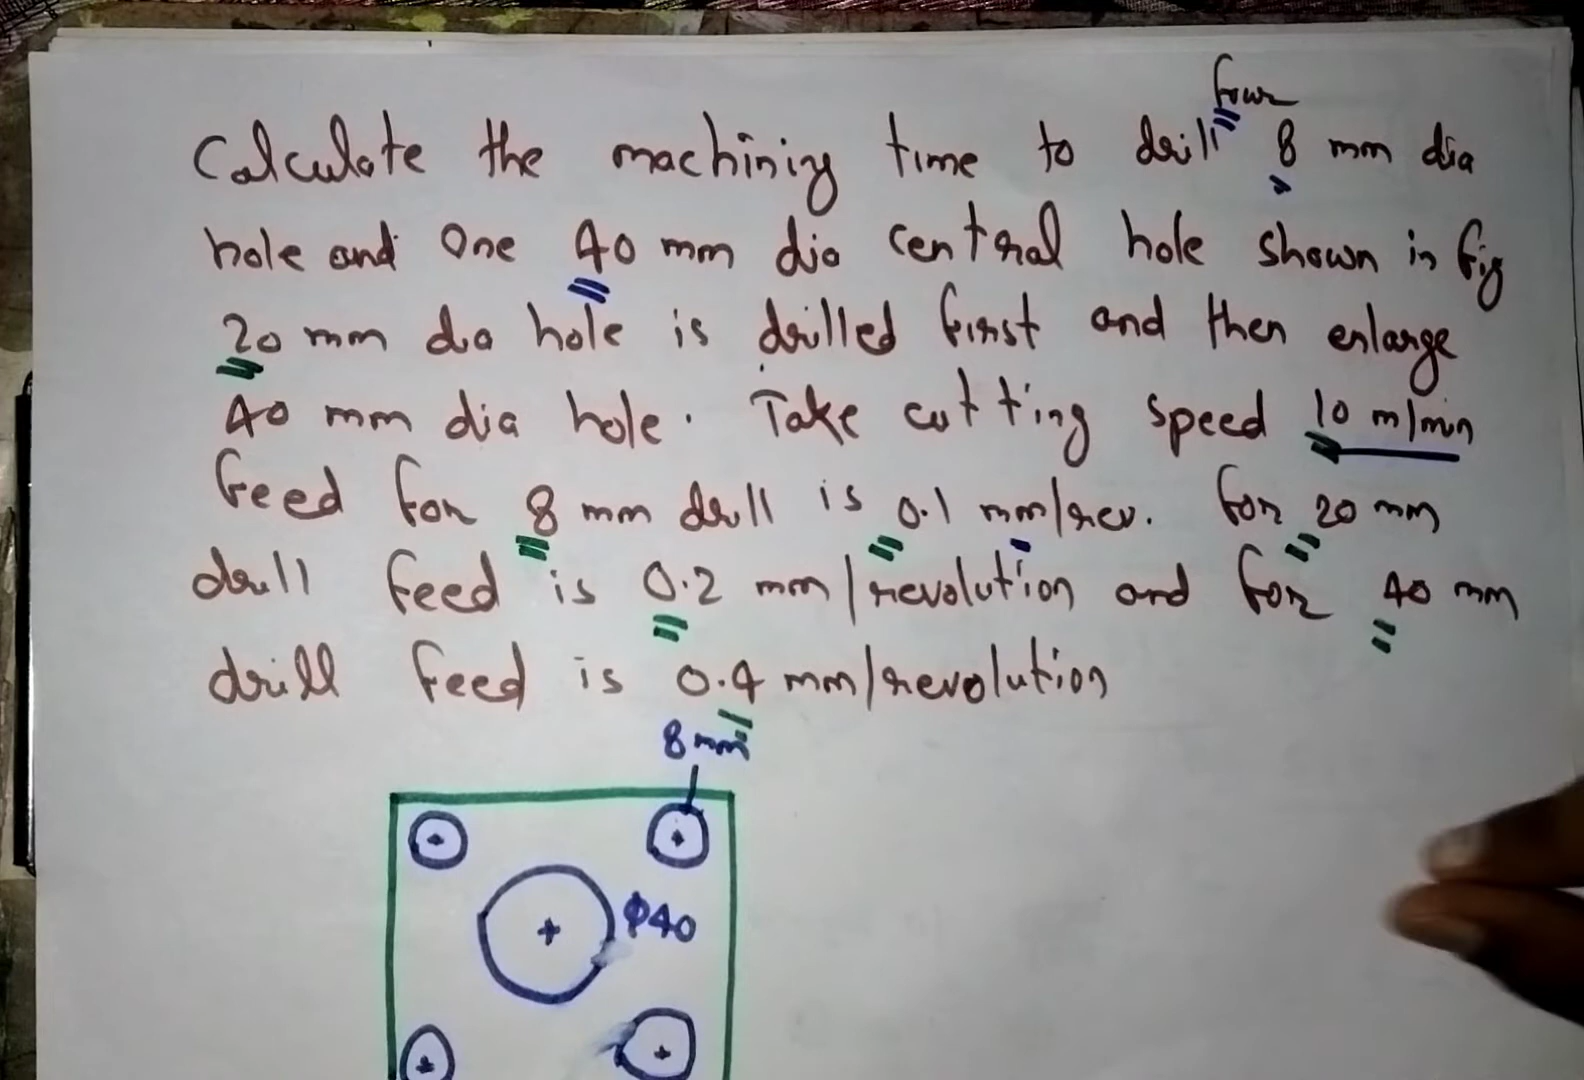 four
Calculate the machining time to drill 8 mm dia
hole and One 40 mm dia central hole shown in fig
20 mm dia hole is drilled first and then enlarge
40 mm dia hole. Take cutting speed 10 m/min
feed for 8 mm drill is 0.1 mm/rev. for 20 mm
drill feed is 0.2 mm/revolution and for 40 mm
drill feed is 0.4 mm/revolution
8 mm
φ40